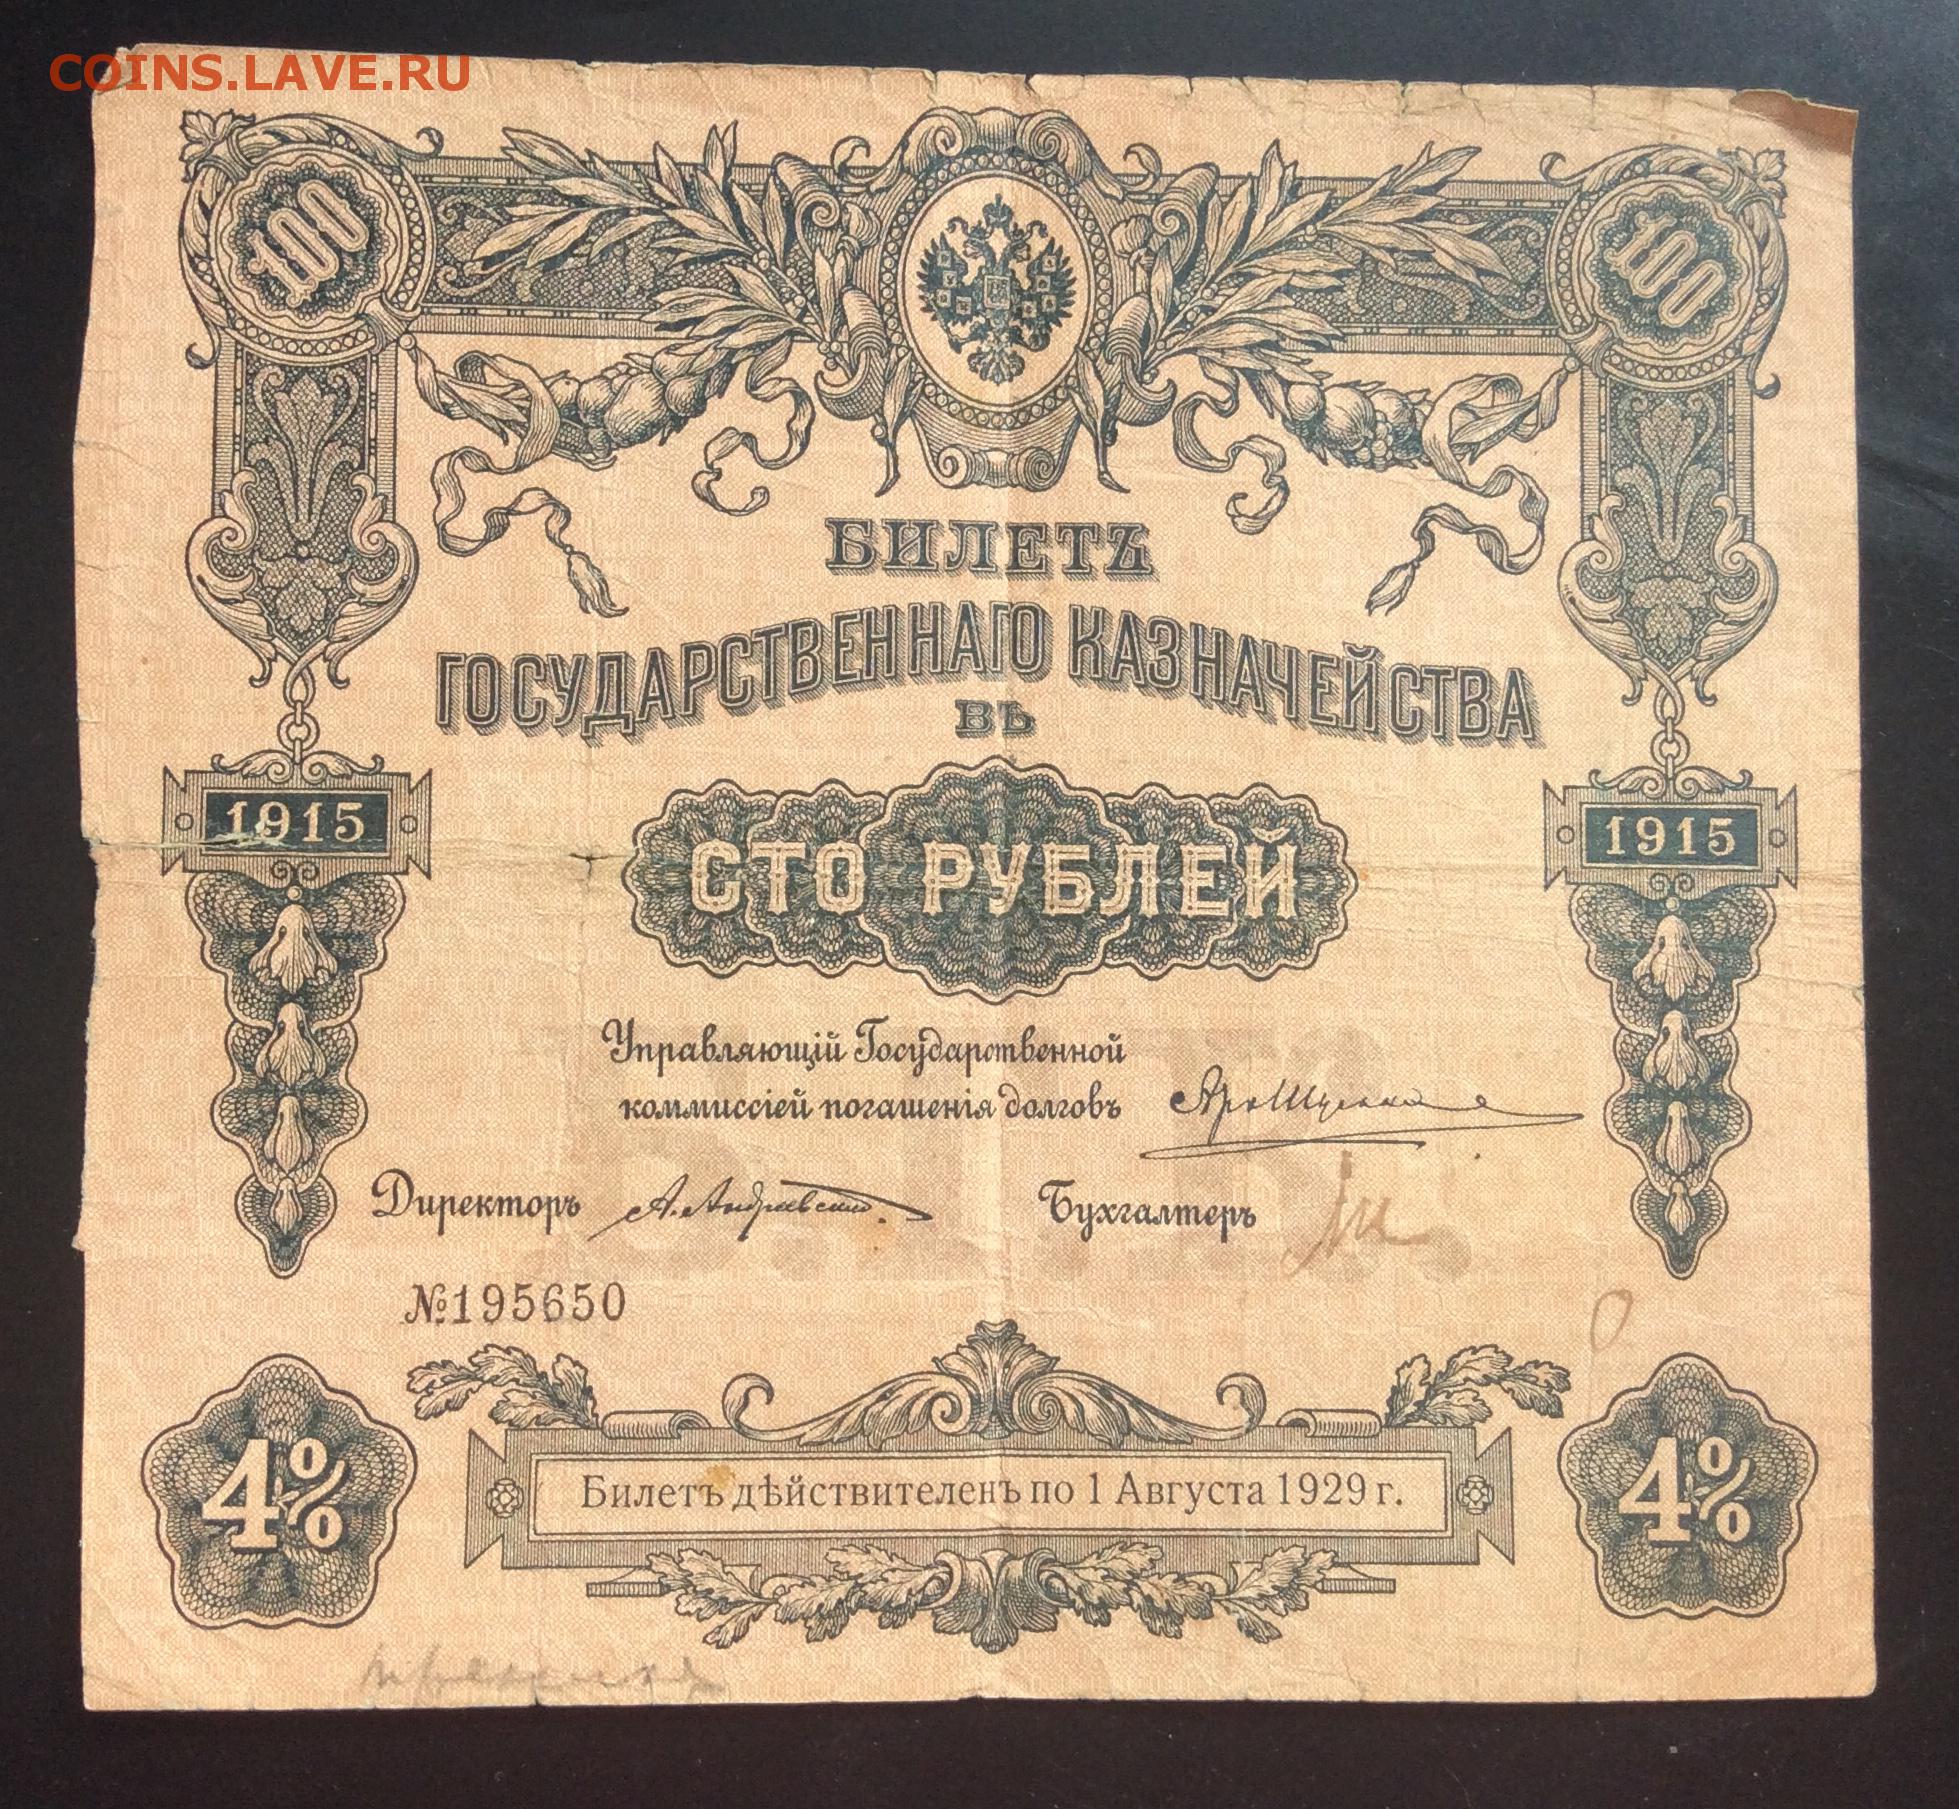 COINS.LAVE.RU
100 100
БИЛЕТЪ
ГОСУДАРСТВЕННАГО КАЗНАЧЕЙСТВА
ВЪ
1915 1915
СТО РУБЛЕЙ
Управляющій Государственной
коммиссіей погашенія долговъ
Директоръ Бухгалтеръ
№195650
4% 4%
Билетъ дѣйствителенъ по 1 Августа 1929 г.